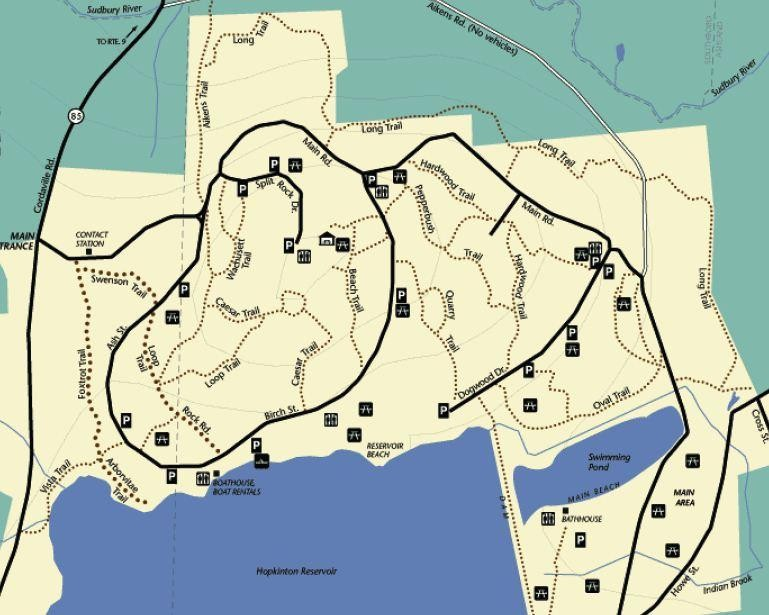 Sudbury River
TO RTE. 9
Long Trail
Aikens Rd. (No vehicles)
SOUTHBORO
ASHLAND
Sudbury River
85
Aikens Trail
Long Trail
Long Trail
Main Rd.
Cordaville Rd.
P
P
Split Rock Dr.
P
Hardwood Trail
Pepperbush
Trail
Main Rd.
MAIN
TRANCE
CONTACT
STATION
Wachusett
Trail
P
P
P
Hardwood Trail
Swenson Trail
P
Beach Trail
P
Quarry
Trail
Long Trail
Caesar Trail
Ash St.
Loop
Trail
P
Foxtrot Trail
Loop Trail
Caesar Trail
Dogwood Dr.
P
Oval Trail
P
Rock Rd.
Birch St.
P
Cross St.
P
RESERVOIR
BEACH
Swimming
Pond
Vista Trail
Arborvitae
Trail
P
BOATHOUSE,
BOAT RENTALS
MAIN BEACH
MAIN
AREA
DAM
BATHHOUSE
P
Hopkinton Reservoir
Howe St.
Indian Brook